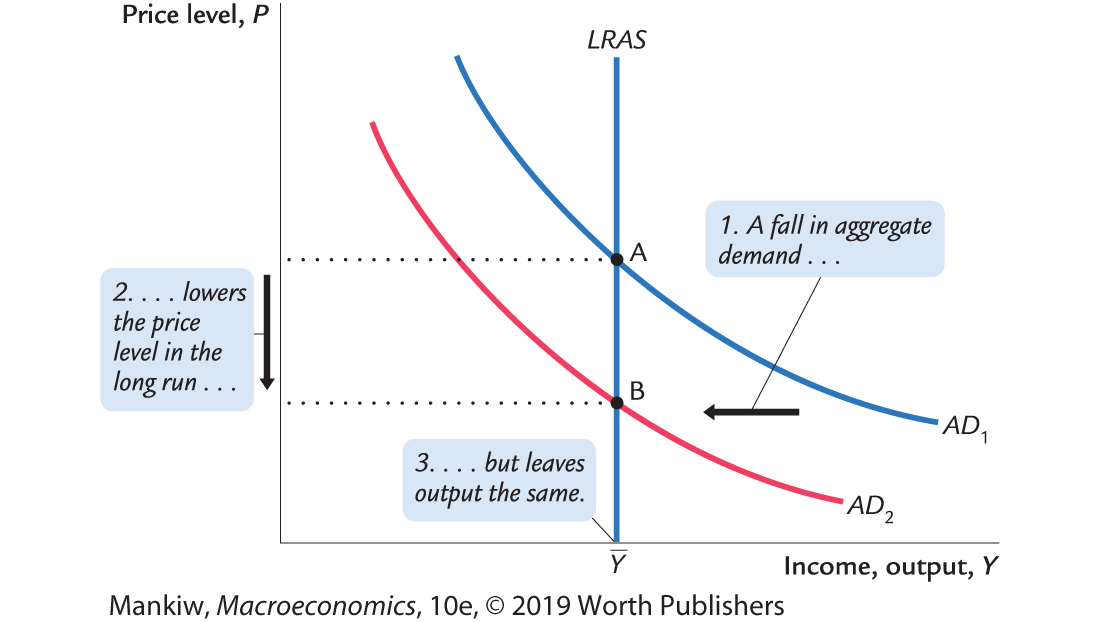 Price level, P
LRAS
1. A fall in aggregate
demand . . .
A
2. . . . lowers
the price
level in the
long run . . .
B
AD1
3. . . . but leaves
output the same.
AD2
Y̅
Income, output, Y
Mankiw, Macroeconomics, 10e, © 2019 Worth Publishers